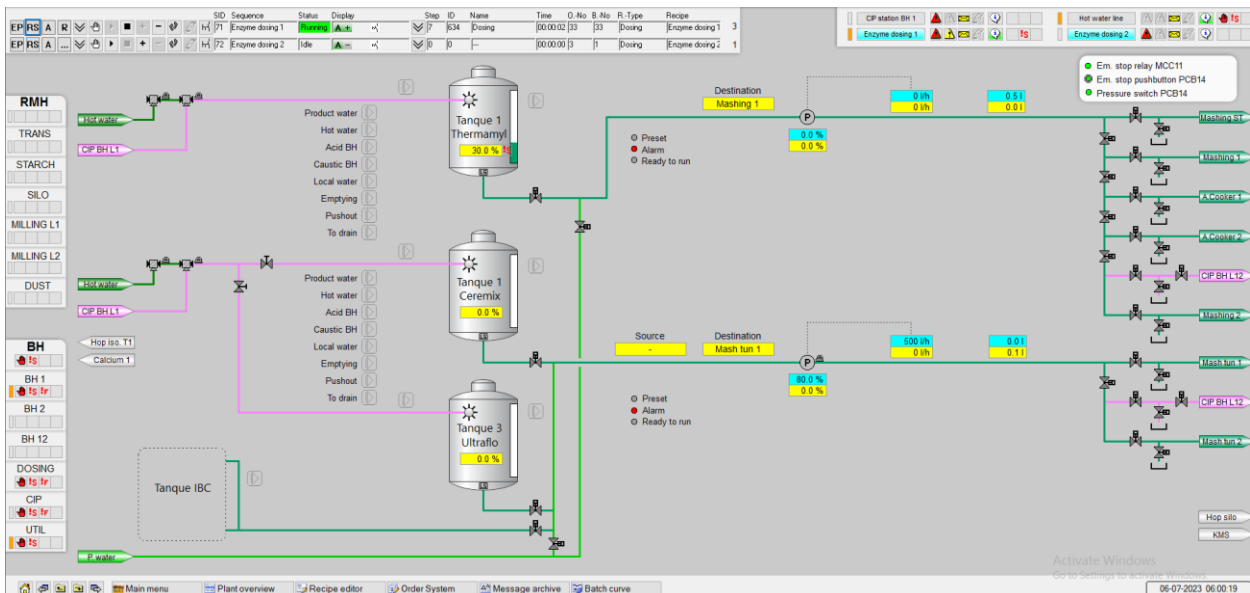 SID Sequence Status Display Step ID Name Time O.-No B.-No R.-Type Recipe
EP RS A R 71 Enzyme dosing 1 Running A + 7 634 Dosing 00:00:02 33 33 Dosing Enzyme dosing 1 3
EP RS A ... 72 Enzyme dosing 2 Idle A - 0 0 -- 00:00:00 3 1 Dosing Enzyme dosing 2 1
CIP station BH 1
Hot water line
!S
Enzyme dosing 1
!S
Enzyme dosing 2
Em. stop relay MCC11
Em. stop pushbutton PCB14
Pressure switch PCB14
RMH
TRANS
STARCH
SILO
MILLING L1
MILLING L2
DUST
BH
!S
BH 1
!S !F
BH 2
BH 12
DOSING
!S !F
CIP
!S !F
UTIL
!S
Hot water
CIP BH L1
Product water
Hot water
Acid BH
Caustic BH
Local water
Emptying
Pushout
To drain
Tanque 1
Thermamyl
30.0 % !S
LS
Destination
Mashing 1
Preset
Alarm
Ready to run
P
0.0 %
0.0 %
0 l/h
0 l/h
0.5 l
0.0 l
Mashing ST
Mashing 1
A.Cooker 1
A.Cooker 2
CIP BH L12
Mashing 2
Hot water
CIP BH L1
Hop iso. T1
Calcium 1
Product water
Hot water
Acid BH
Caustic BH
Local water
Emptying
Pushout
To drain
Tanque 1
Ceremix
0.0 %
LS
Source
-
Destination
Mash tun 1
Preset
Alarm
Ready to run
P
80.0 %
0.0 %
500 l/h
0 l/h
0.0 l
0.1 l
Mash tun 1
CIP BH L12
Mash tun 2
Tanque 3
Ultraflo
0.0 %
LS
Tanque IBC
P. water
Hop silo
KMS
Activate Windows
Go to Settings to activate Windows.
Main menu
Plant overview
Recipe editor
Order System
Message archive
Batch curve
06-07-2023 06:00:19